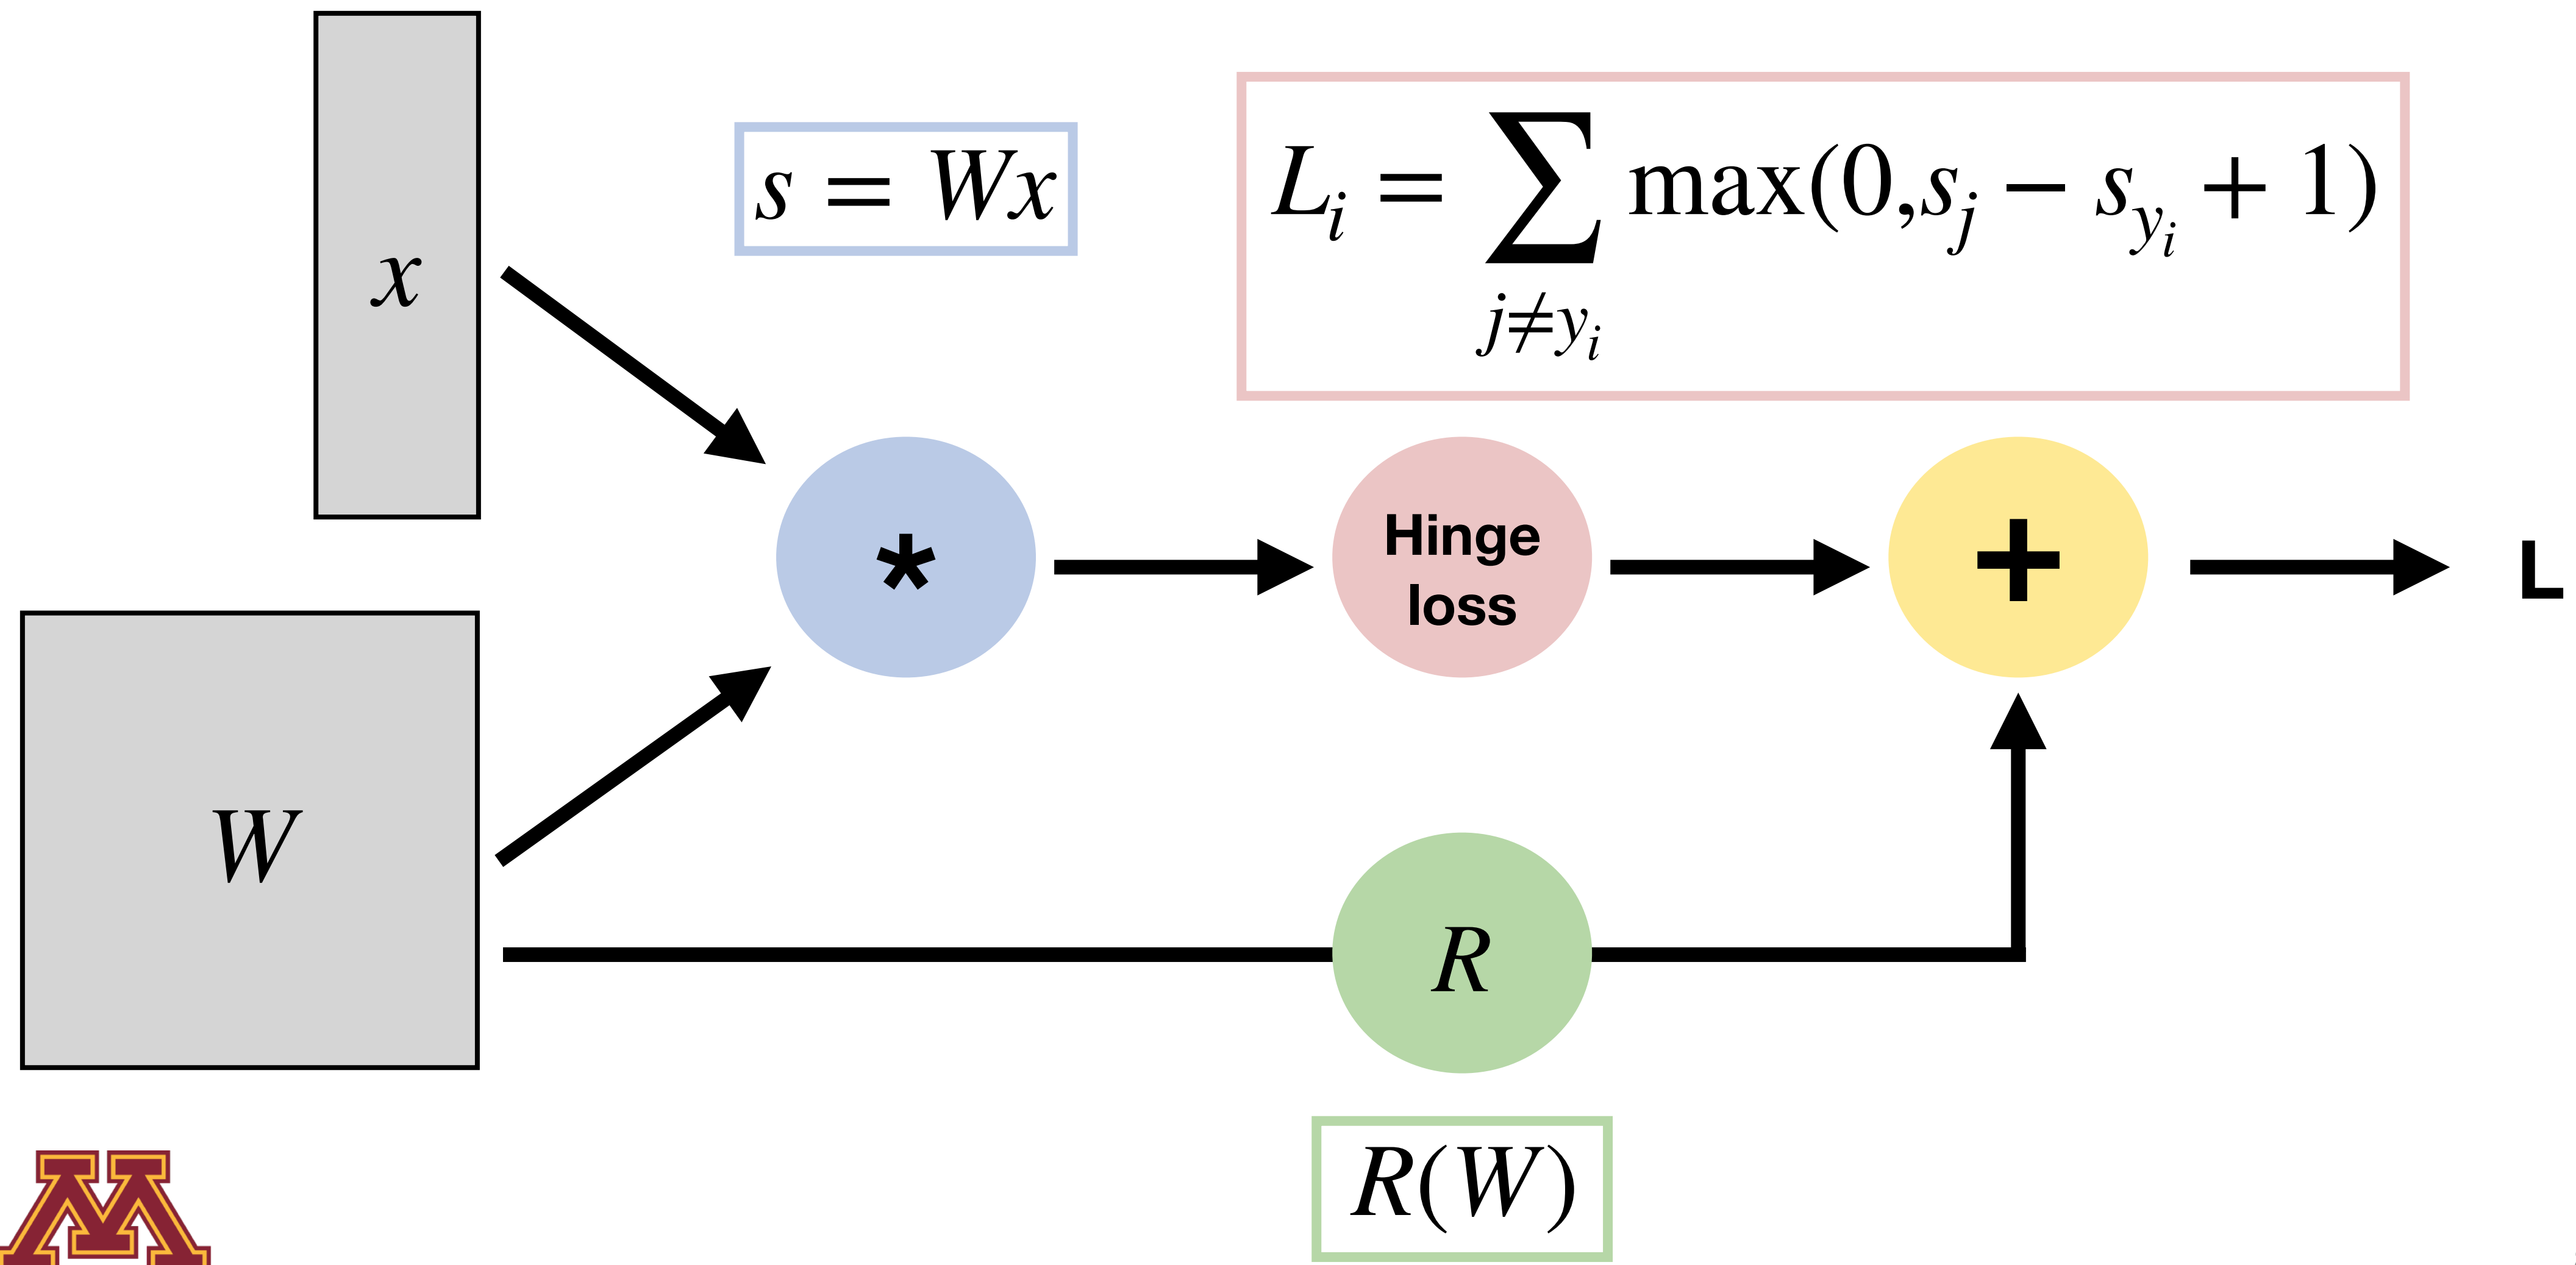 x
s = Wx
L_i = ∑_{j≠y_i} max(0, s_j − s_{y_i} + 1)
*
Hinge
loss
+
L
W
R
R(W)
M